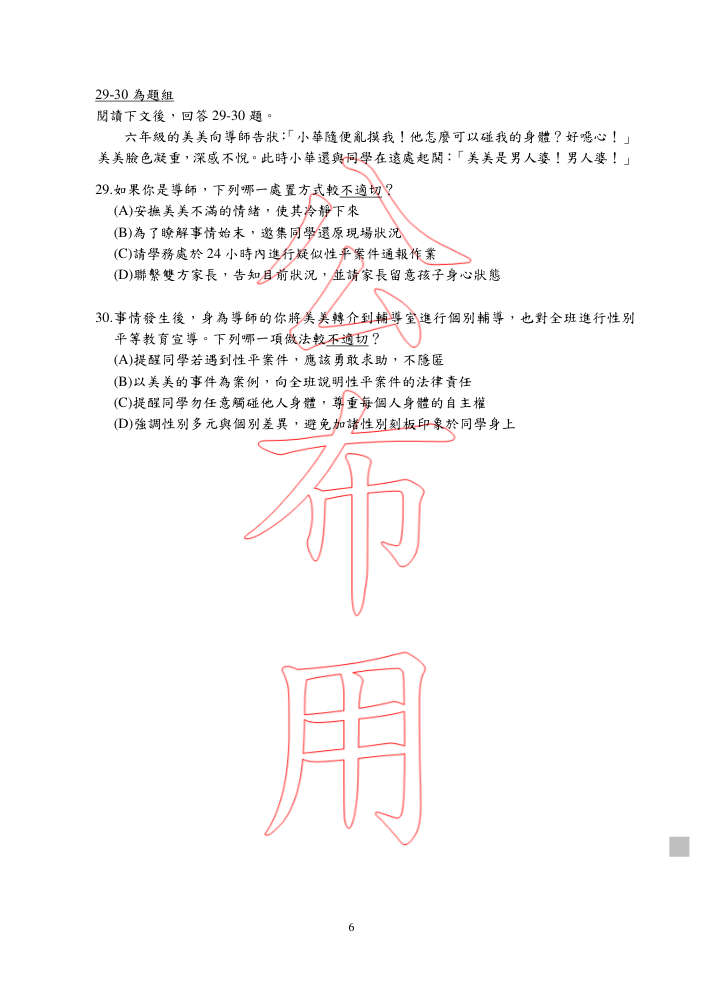 29-30 為題組
閱讀下文後，回答 29-30 題。
六年級的美美向導師告狀：「小華隨便亂摸我！他怎麼可以碰我的身體？好噁心！」
美美臉色凝重，深感不悅。此時小華還與同學在遠處起鬨：「美美是男人婆！男人婆！」
29.如果你是導師，下列哪一處置方式較不適切？
(A)安撫美美不滿的情緒，使其冷靜下來
(B)為了瞭解事情始末，邀集同學還原現場狀況
(C)請學務處於 24 小時內進行疑似性平案件通報作業
(D)聯繫雙方家長，告知目前狀況，並請家長留意孩子身心狀態
30.事情發生後，身為導師的你將美美轉介到輔導室進行個別輔導，也對全班進行性別
平等教育宣導。下列哪一項做法較不適切？
(A)提醒同學若遇到性平案件，應該勇敢求助，不隱匿
(B)以美美的事件為案例，向全班說明性平案件的法律責任
(C)提醒同學勿任意觸碰他人身體，尊重每個人身體的自主權
(D)強調性別多元與個別差異，避免加諸性別刻板印象於同學身上
公
布
用
6